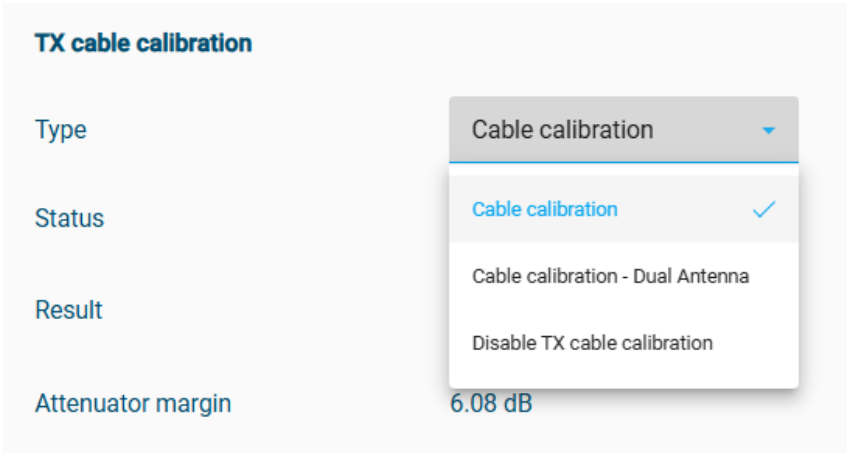 TX cable calibration
Type
Cable calibration
Cable calibration
Status
Cable calibration - Dual Antenna
Result
Disable TX cable calibration
Attenuator margin
6.08 dB